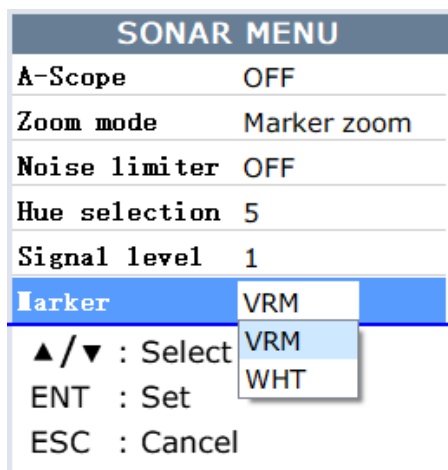 SONAR MENU
A-Scope OFF
Zoom mode Marker zoom
Noise limiter OFF
Hue selection 5
Signal level 1
Marker VRM
VRM
▲/▼ : Select
WHT
ENT : Set
ESC : Cancel